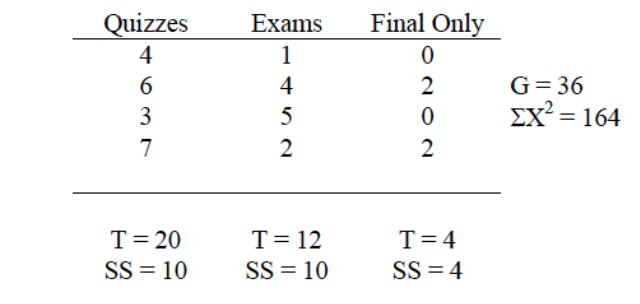 Quizzes Exams Final Only
4 1 0
6 4 2 G = 36
3 5 0 ΣX² = 164
7 2 2
T = 20 T = 12 T = 4
SS = 10 SS = 10 SS = 4